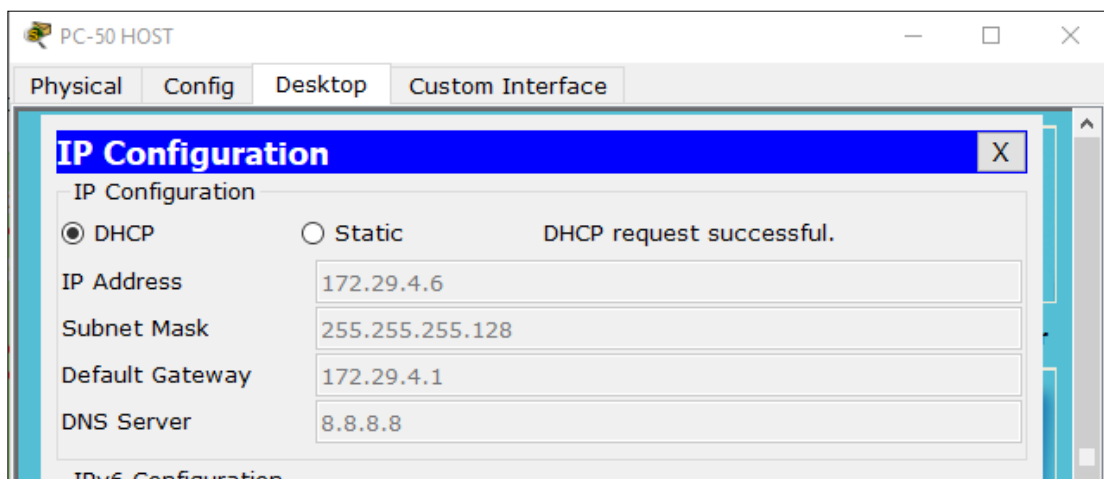 PC-50 HOST
Physical Config Desktop Custom Interface
IP Configuration X
IP Configuration
DHCP Static DHCP request successful.
IP Address 172.29.4.6
Subnet Mask 255.255.255.128
Default Gateway 172.29.4.1
DNS Server 8.8.8.8
IPv6 Configuration